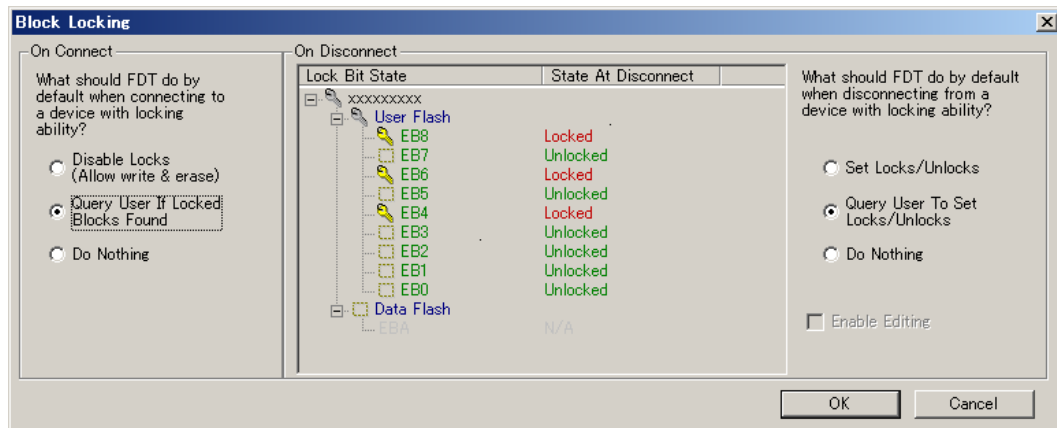 Block Locking
On Connect
What should FDT do by
default when connecting to
a device with locking
ability?
Disable Locks
(Allow write & erase)
Query User If Locked
Blocks Found
Do Nothing
On Disconnect
Lock Bit State State At Disconnect
xxxxxxxxx
User Flash
EB8 Locked
EB7 Unlocked
EB6 Locked
EB5 Unlocked
EB4 Locked
EB3 Unlocked
EB2 Unlocked
EB1 Unlocked
EB0 Unlocked
Data Flash
EBA N/A
What should FDT do by default
when disconnecting from a
device with locking ability?
Set Locks/Unlocks
Query User To Set
Locks/Unlocks
Do Nothing
Enable Editing
OK Cancel